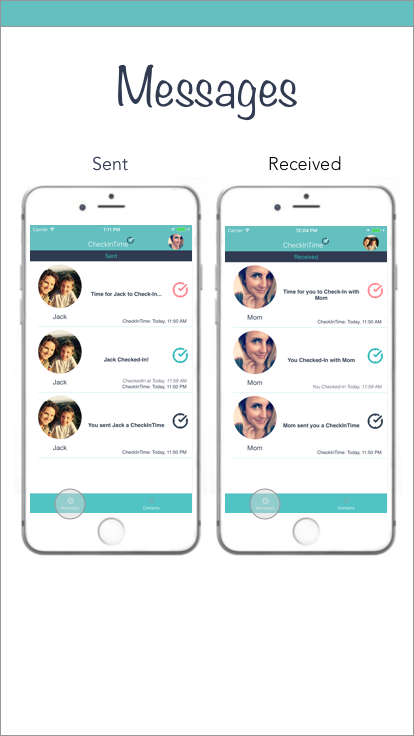 Messages
Sent
Received
Carrier
1:11 PM
CheckInTime
Sent
Time for Jack to Check-In...
Jack
CheckInTime: Today, 11:50 AM
Jack Checked-In!
Jack
CheckedIn at Today, 11:59 AM
CheckInTime: Today, 11:50 PM
You sent Jack a CheckInTime
Jack
CheckInTime: Today, 11:50 PM
Messages
Contacts
Carrier
12:04 PM
CheckInTime
Received
Time for you to Check-In with
Mom
Mom
CheckInTime: Today, 11:50 AM
You Checked-In with Mom
Mom
You Checked-In Today, 11:58 AM
Mom sent you a CheckInTime
Mom
CheckInTime: Today, 11:50 PM
Messages
Contacts